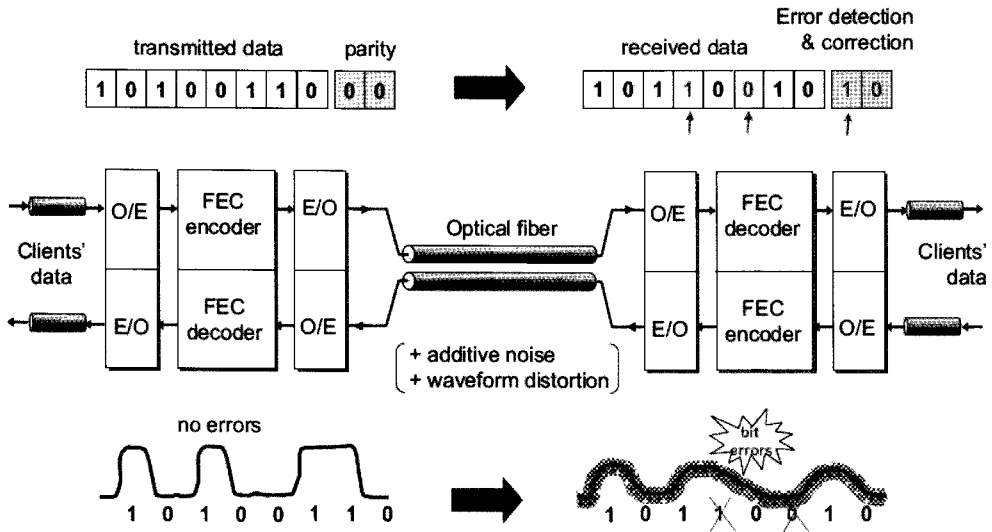 transmitted data parity
1 0 1 0 0 1 1 0 0 0
received data
Error detection
& correction
1 0 1 1 0 0 1 0 1 0
O/E
FEC
encoder
E/O
Optical fiber
O/E
FEC
decoder
E/O
Clients'
data
Clients'
data
E/O
FEC
decoder
O/E
E/O
FEC
encoder
O/E
+ additive noise
+ waveform distortion
no errors
bit
errors
1 0 1 0 0 1 1 0
1 0 1 1 0 0 1 0